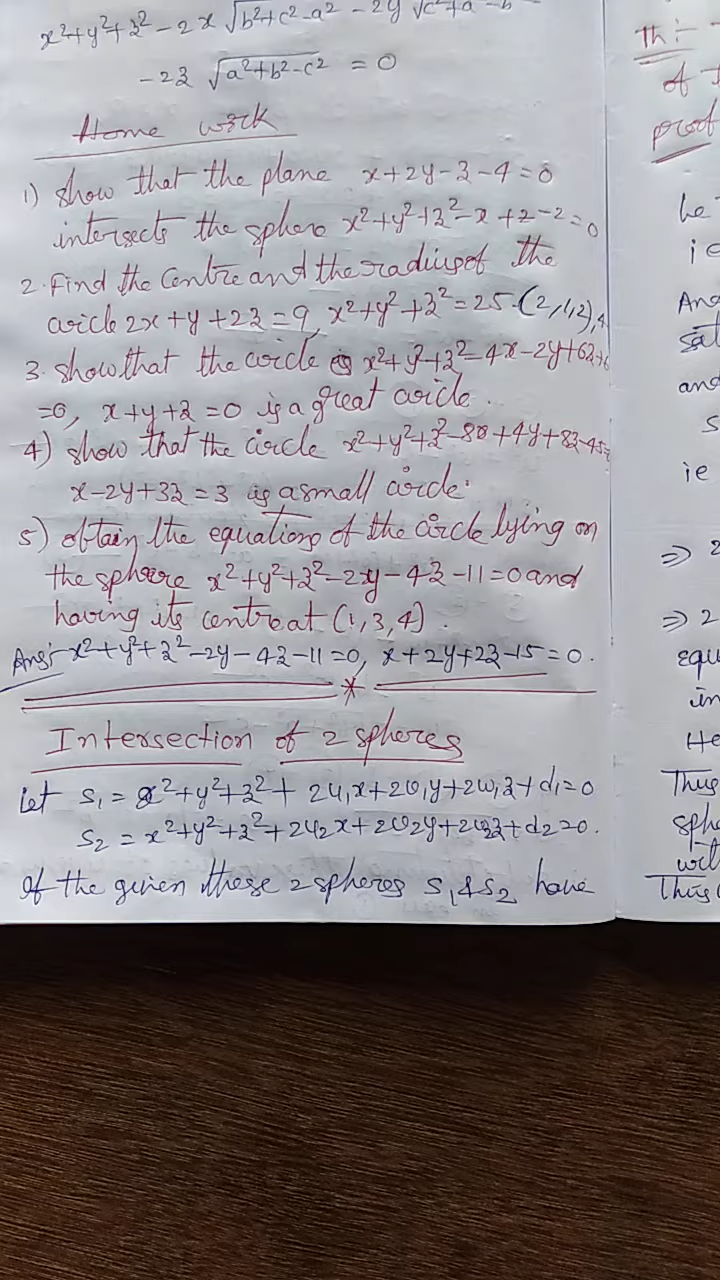 x²+y²+z²-2x √b²+c²-a² - 2y √c²+a²-b²
-2z √a²+b²-c² = 0
Home work
1) show that the plane x+2y-z-4=0
intersects the sphere x²+y²+z²-x+z-2=0
2. Find the centre and the radius of the
circle 2x+y+2z=9, x²+y²+z²=25-(2,1,2),4
3. show that the circle x²+y²+z²-4x-2y+6z+6
=0, x+y+z=0 is a great circle.
4) show that the circle x²+y²+z²-8x+4y+8z-45=
x-2y+3z=3 is a small circle.
5) obtain the equations of the circle lying on
the sphere x²+y²+z²-2y-4z-11=0 and
having its centre at (1,3,4).
Ans:- x²+y²+z²-2y-4z-11=0, x+2y+2z-15=0.
*
Intersection of 2 spheres
Let s₁ = x²+y²+z²+ 2u₁x+2v₁y+2w₁z+d₁=0
s₂ = x²+y²+z²+2u₂x+2v₂y+2w₂z+d₂=0.
Of the given these 2 spheres s₁ & s₂ have
Th:-
of
proof
he
ie
And
sat
and
S
ie
⇒ 2
⇒ 2
equ
in
He
Thus
sphe
wit
Thus